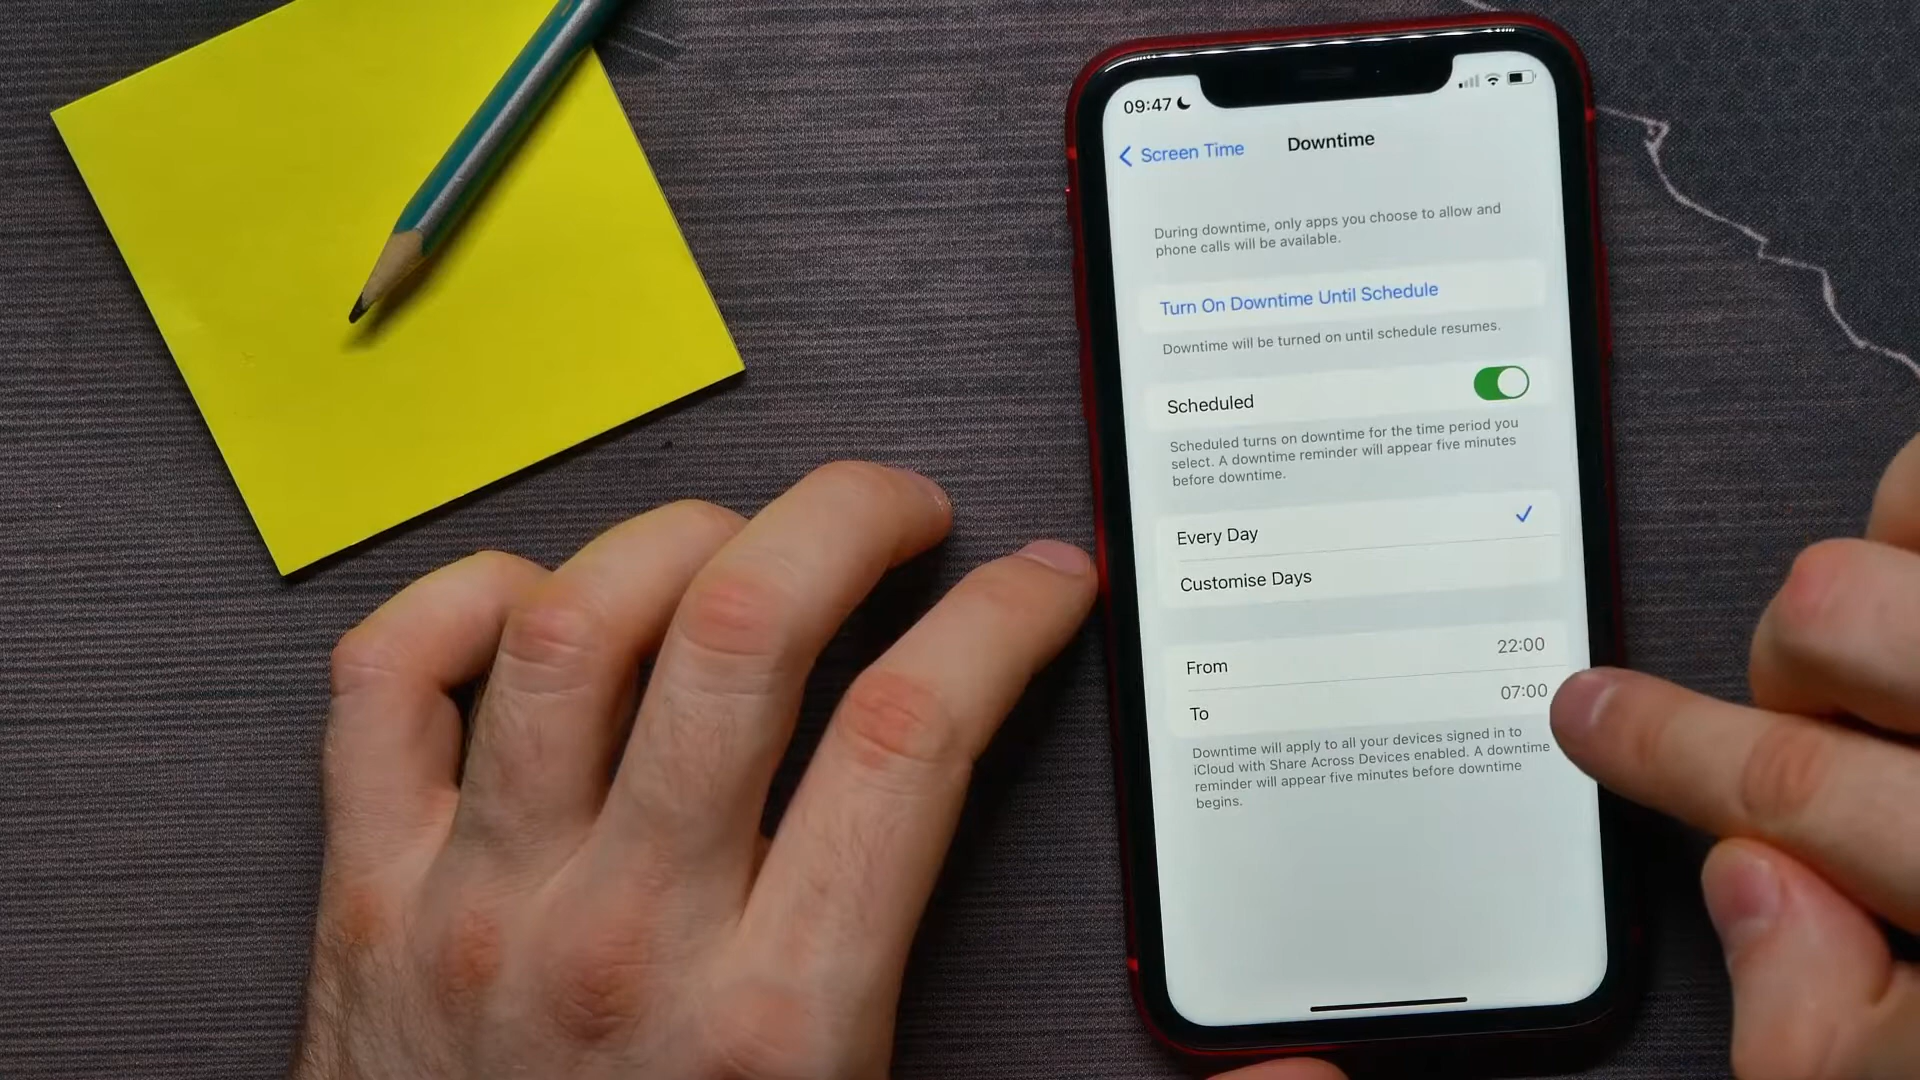 09:47
Screen Time
Downtime
During downtime, only apps you choose to allow and
phone calls will be available.
Turn On Downtime Until Schedule
Downtime will be turned on until schedule resumes.
Scheduled
Scheduled turns on downtime for the time period you
select. A downtime reminder will appear five minutes
before downtime.
Every Day
Customise Days
From 22:00
To 07:00
Downtime will apply to all your devices signed in to
iCloud with Share Across Devices enabled. A downtime
reminder will appear five minutes before downtime
begins.